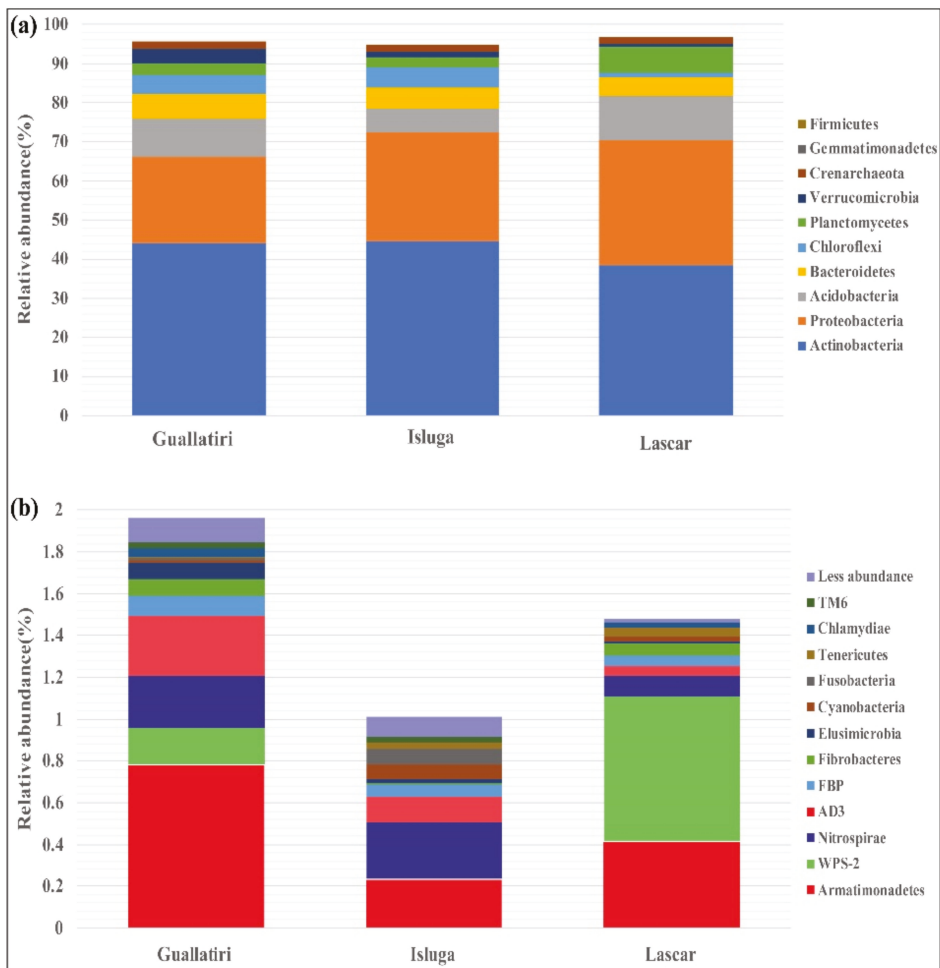 (a)
Relative abundance(%)
100
90
80
70
60
50
40
30
20
10
0
Guallatiri
Isluga
Lascar
Firmicutes
Gemmatimonadetes
Crenarchaeota
Verrucomicrobia
Planctomycetes
Chloroflexi
Bacteroidetes
Acidobacteria
Proteobacteria
Actinobacteria
(b)
Relative abundance(%)
2
1.8
1.6
1.4
1.2
1
0.8
0.6
0.4
0.2
0
Guallatiri
Isluga
Lascar
Less abundance
TM6
Chlamydiae
Tenericutes
Fusobacteria
Cyanobacteria
Elusimicrobia
Fibrobacteres
FBP
AD3
Nitrospirae
WPS-2
Armatimonadetes